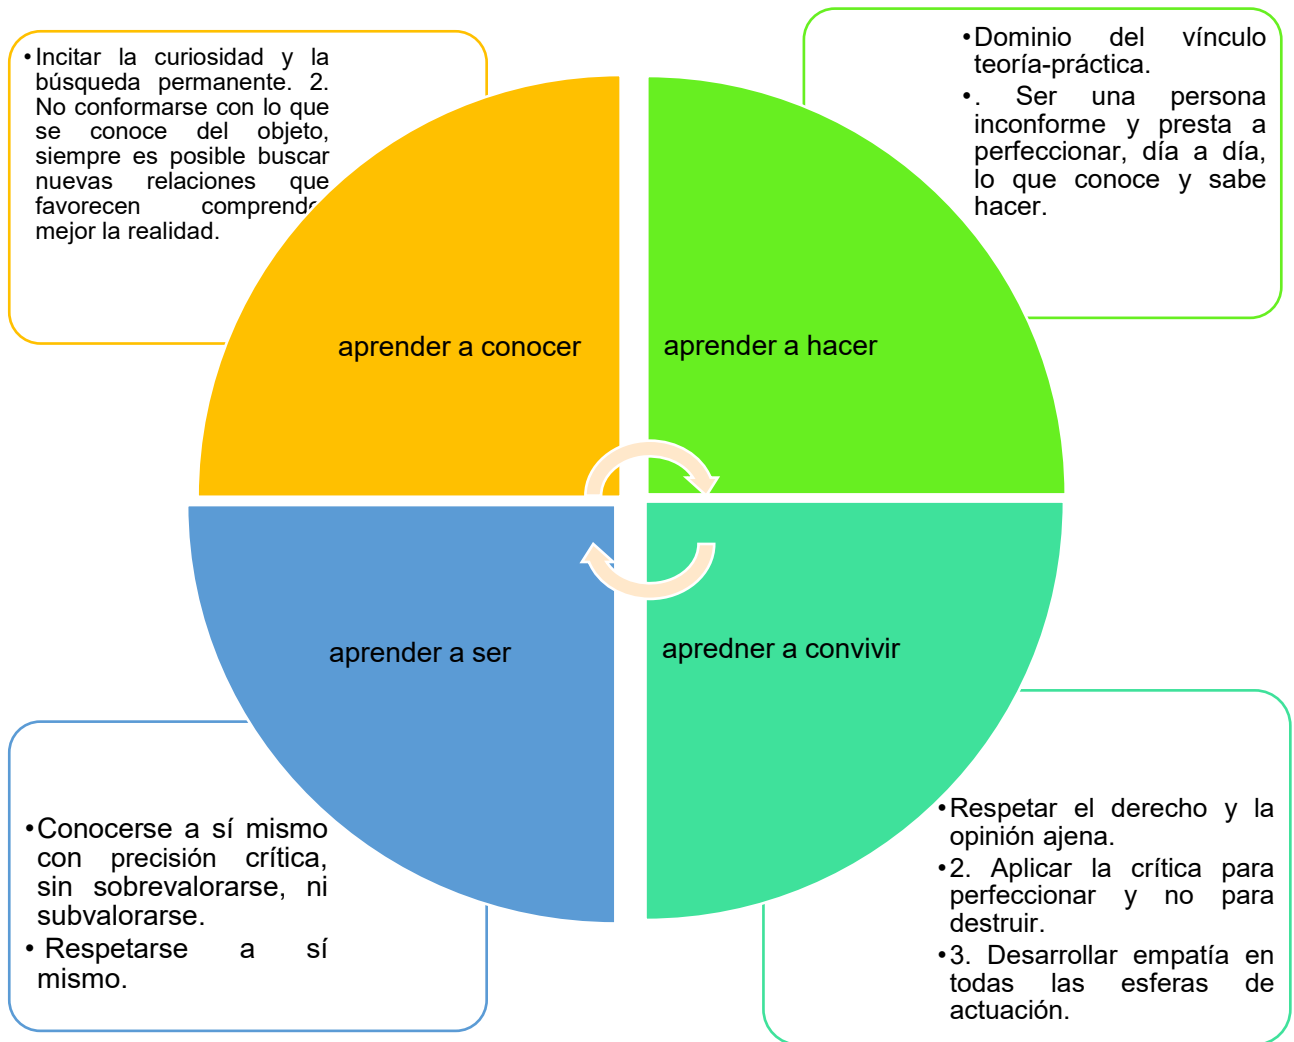 •Incitar la curiosidad y la
búsqueda permanente. 2.
No conformarse con lo que
se conoce del objeto,
siempre es posible buscar
nuevas relaciones que
favorecen comprende
mejor la realidad.
•Dominio del vínculo
teoría-práctica.
•. Ser una persona
inconforme y presta a
perfeccionar, día a día,
lo que conoce y sabe
hacer.
aprender a conocer
aprender a hacer
aprender a ser
apredner a convivir
•Conocerse a sí mismo
con precisión crítica,
sin sobrevalorarse, ni
subvalorarse.
• Respetarse a sí
mismo.
•Respetar el derecho y la
opinión ajena.
•2. Aplicar la crítica para
perfeccionar y no para
destruir.
•3. Desarrollar empatía en
todas las esferas de
actuación.